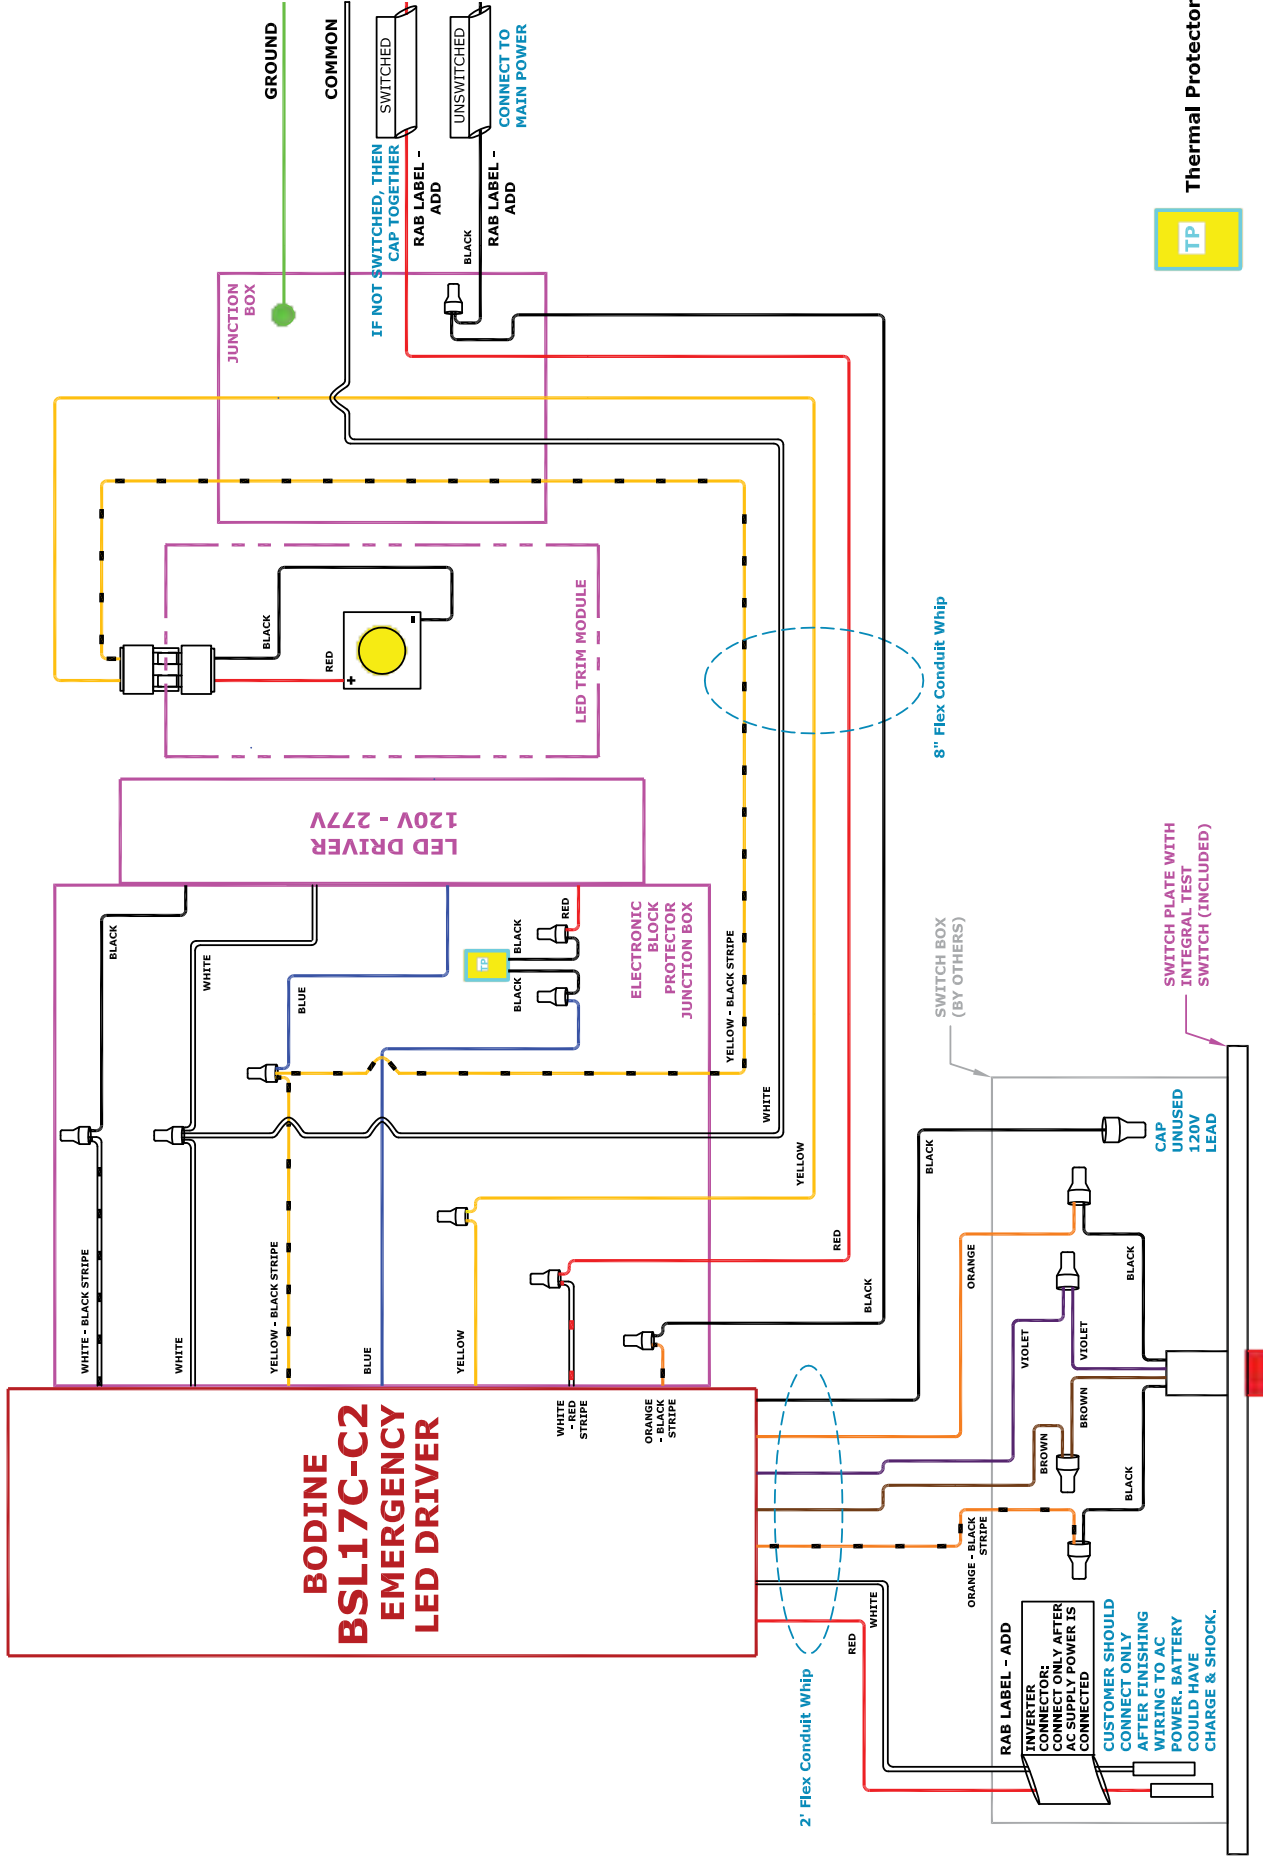 GROUND
COMMON
SWITCHED
UNSWITCHED
CONNECT TO
MAIN POWER
IF NOT SWITCHED, THEN
CAP TOGETHER
RAB LABEL -
ADD
BLACK
RAB LABEL -
ADD
Thermal Protector
TP
JUNCTION
BOX
BLACK
RED
+
-
LED TRIM MODULE
8" Flex Conduit Whip
LED DRIVER
120V - 277V
BLACK
WHITE
BLUE
BLACK
RED
TP
BLACK
ELECTRONIC
BLOCK
PROTECTOR
JUNCTION BOX
YELLOW - BLACK STRIPE
WHITE
YELLOW
RED
BLACK
WHITE - BLACK STRIPE
WHITE
YELLOW - BLACK STRIPE
BLUE
YELLOW
WHITE
- RED
STRIPE
ORANGE
- BLACK
STRIPE
BODINE
BSL17C-C2
EMERGENCY
LED DRIVER
SWITCH BOX
(BY OTHERS)
SWITCH PLATE WITH
INTEGRAL TEST
SWITCH (INCLUDED)
CAP
UNUSED
120V
LEAD
BLACK
ORANGE
BLACK
VIOLET
VIOLET
BROWN
BROWN
BLACK
ORANGE - BLACK
STRIPE
WHITE
RED
2' Flex Conduit Whip
RAB LABEL - ADD
INVERTER
CONNECTOR:
CONNECT ONLY AFTER
AC SUPPLY POWER IS
CONNECTED
CUSTOMER SHOULD
CONNECT ONLY
AFTER FINISHING
WIRING TO AC
POWER. BATTERY
COULD HAVE
CHARGE & SHOCK.